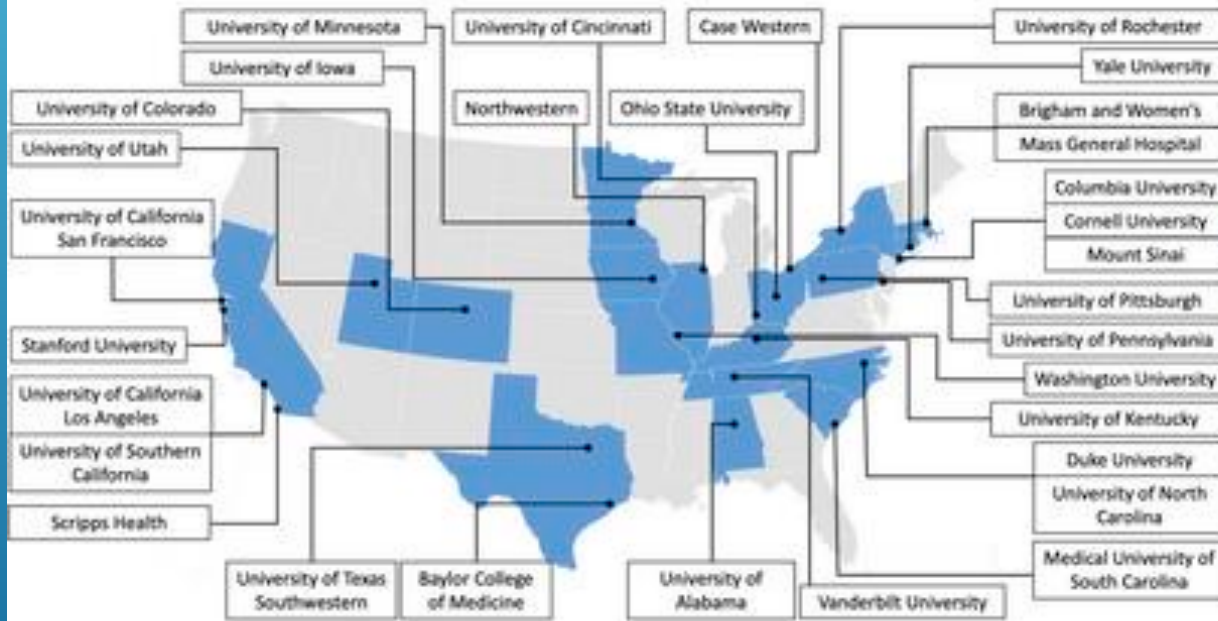 University of Minnesota
University of Cincinnati
Case Western
University of Rochester
University of Iowa
Yale University
University of Colorado
Northwestern
Ohio State University
Brigham and Women's
Mass General Hospital
University of Utah
Columbia University
Cornell University
Mount Sinai
University of California
San Francisco
University of Pittsburgh
University of Pennsylvania
Stanford University
Washington University
University of California
Los Angeles
University of Kentucky
University of Southern
California
Duke University
University of North
Carolina
Scripps Health
Medical University of
South Carolina
University of Texas
Southwestern
Baylor College
of Medicine
University of
Alabama
Vanderbilt University